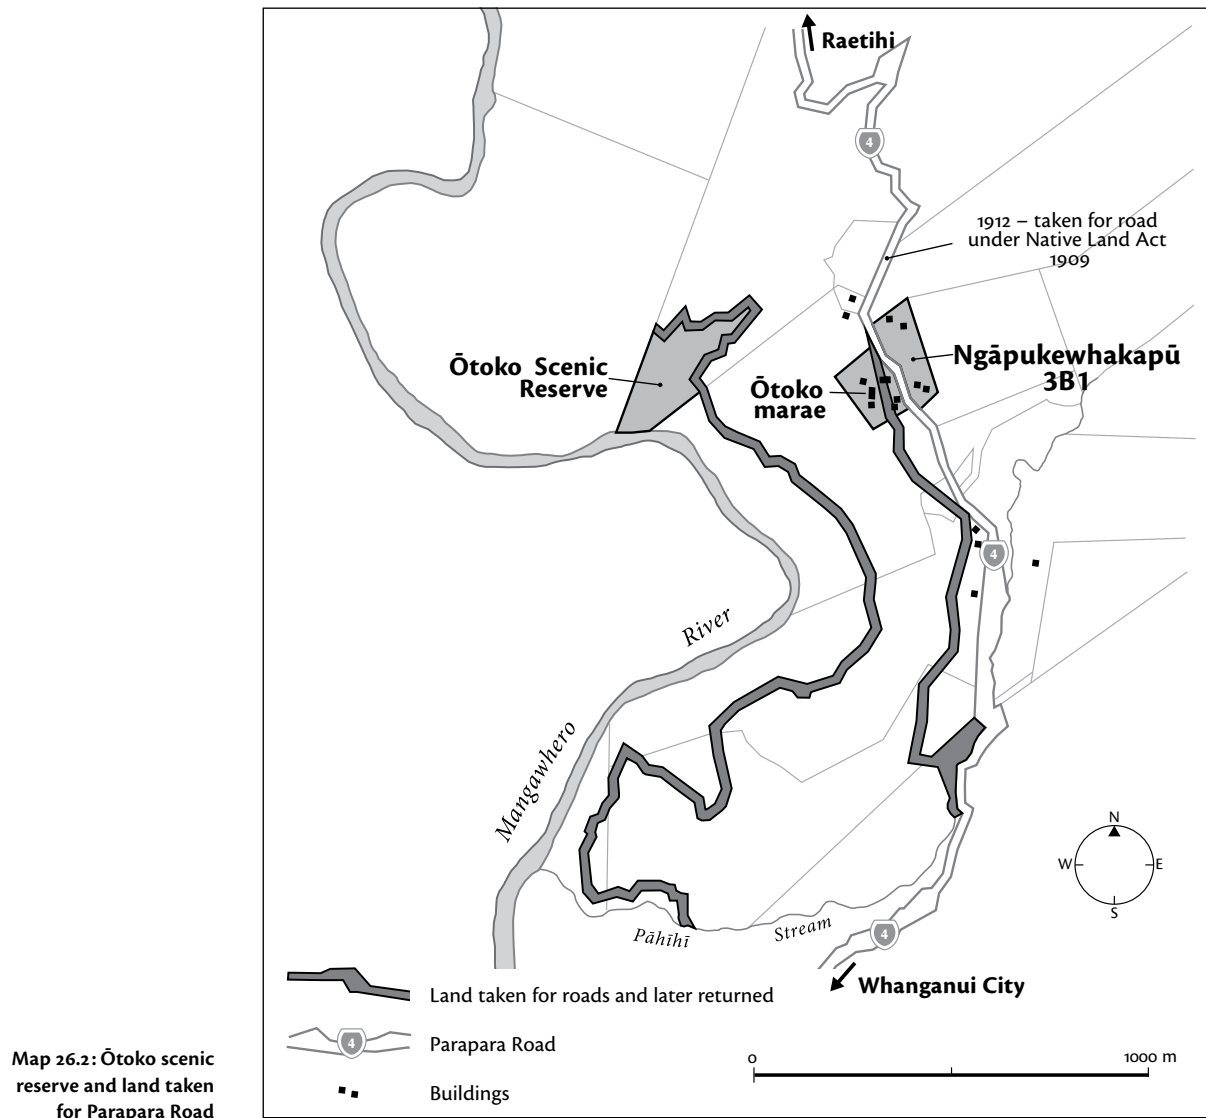 Raetihi
4
1912 – taken for road
under Native Land Act
1909
Ōtoko Scenic
Reserve
Ngāpukewhakapū
3B1
Ōtoko
marae
4
River
Mangawhero
N
W
E
S
Pāhīhī
Stream
4
Whanganui City
Land taken for roads and later returned
4
Parapara Road
Buildings
0
1000 m
Map 26.2: Ōtoko scenic
reserve and land taken
for Parapara Road